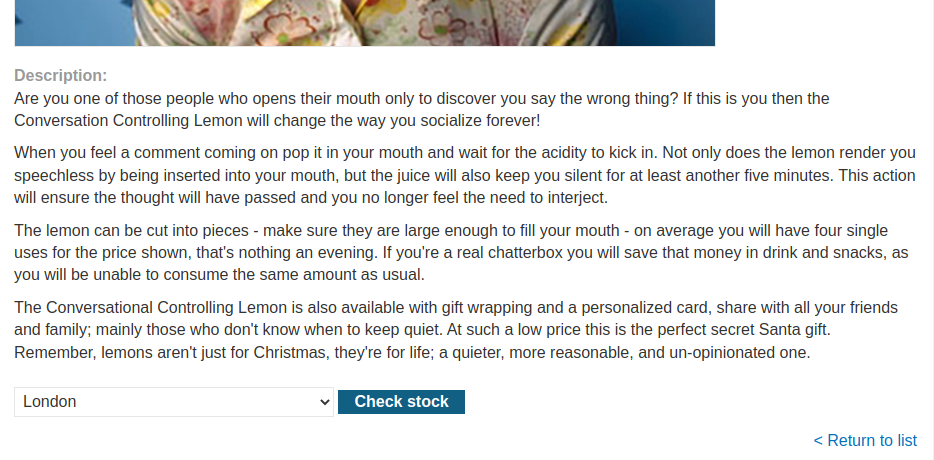 Description:
Are you one of those people who opens their mouth only to discover you say the wrong thing? If this is you then the
Conversation Controlling Lemon will change the way you socialize forever!
When you feel a comment coming on pop it in your mouth and wait for the acidity to kick in. Not only does the lemon render you
speechless by being inserted into your mouth, but the juice will also keep you silent for at least another five minutes. This action
will ensure the thought will have passed and you no longer feel the need to interject.
The lemon can be cut into pieces - make sure they are large enough to fill your mouth - on average you will have four single
uses for the price shown, that's nothing an evening. If you're a real chatterbox you will save that money in drink and snacks, as
you will be unable to consume the same amount as usual.
The Conversational Controlling Lemon is also available with gift wrapping and a personalized card, share with all your friends
and family; mainly those who don't know when to keep quiet. At such a low price this is the perfect secret Santa gift.
Remember, lemons aren't just for Christmas, they're for life; a quieter, more reasonable, and un-opinionated one.
London Check stock
< Return to list